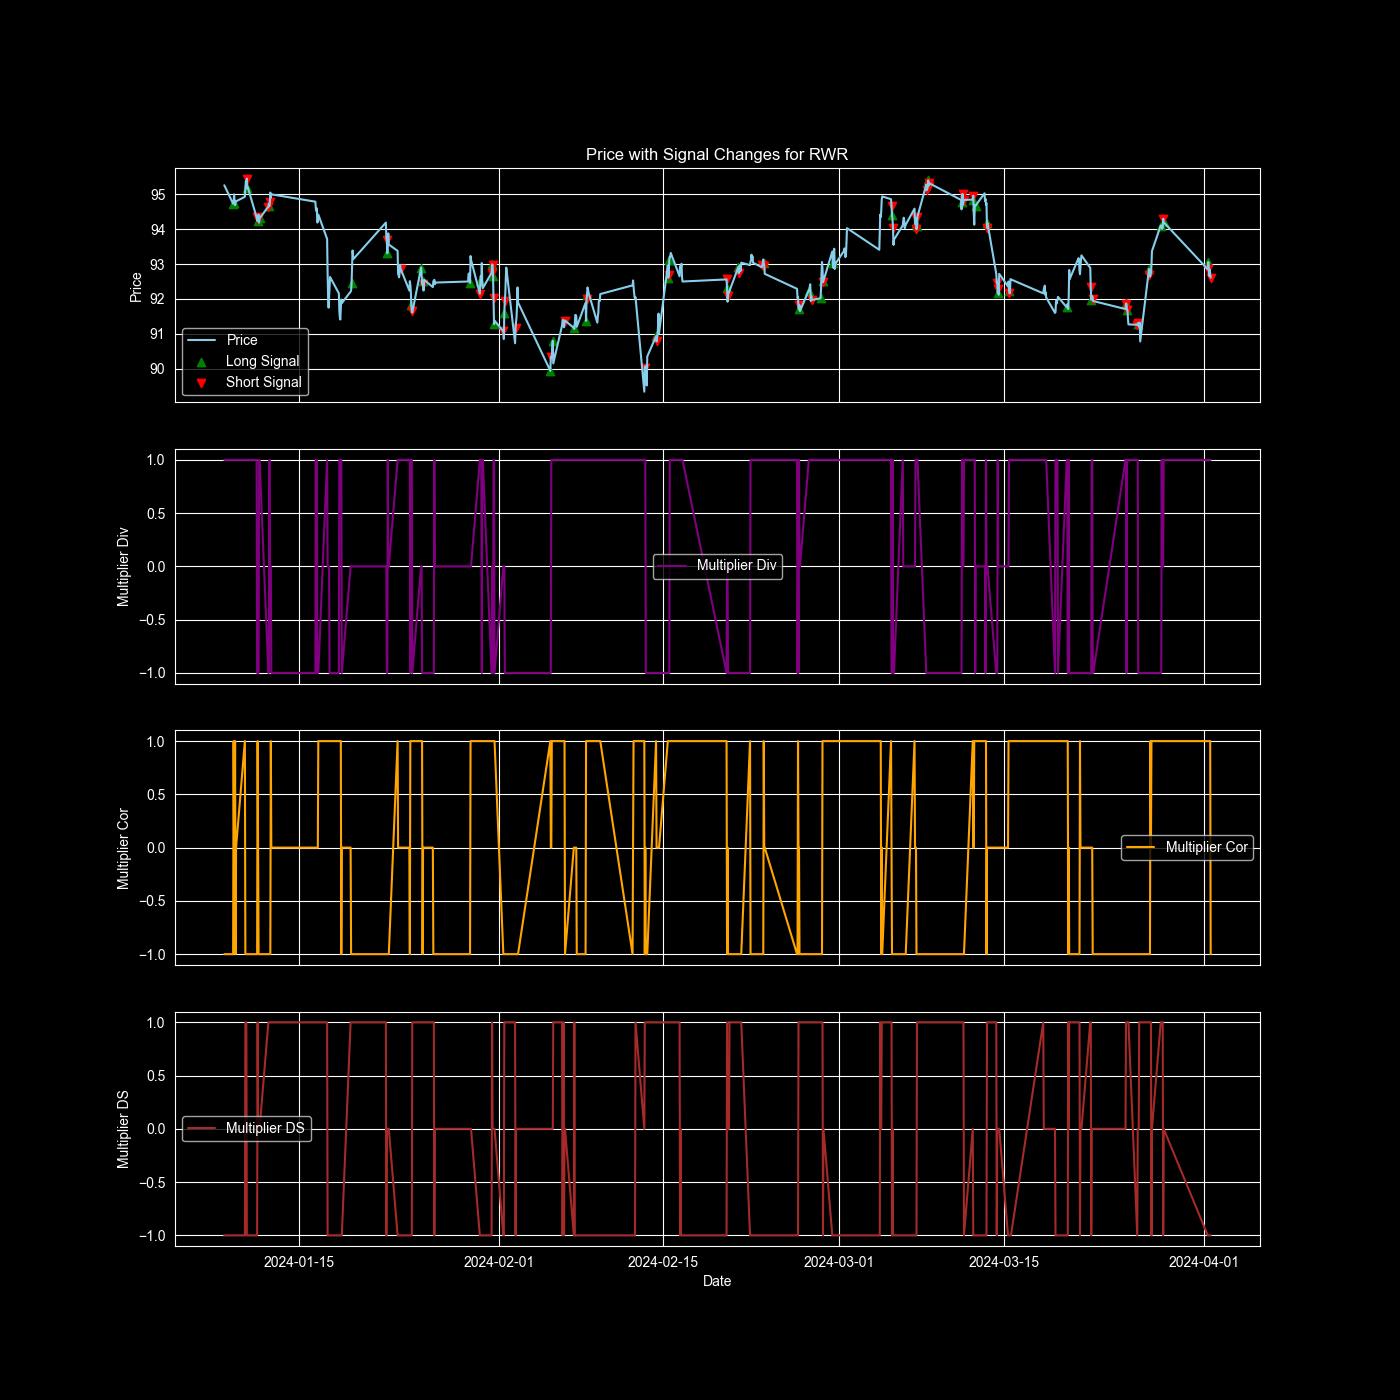 Price with Signal Changes for RWR
95
94
93
92
91
90
Price
Price
Long Signal
Short Signal
1.0
0.5
0.0
−0.5
−1.0
Multiplier Div
Multiplier Div
1.0
0.5
0.0
−0.5
−1.0
Multiplier Cor
Multiplier Cor
1.0
0.5
0.0
−0.5
−1.0
Multiplier DS
Multiplier DS
2024-01-15 2024-02-01 2024-02-15 2024-03-01 2024-03-15 2024-04-01
Date